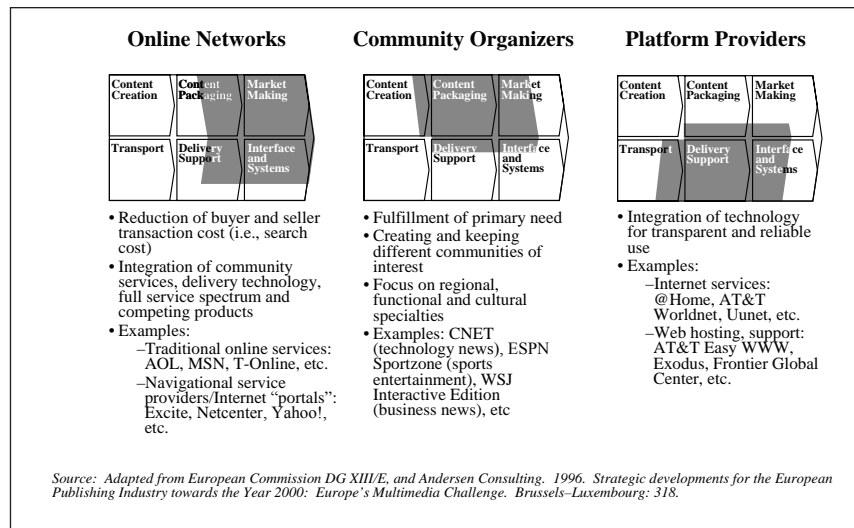 Online Networks
Community Organizers
Platform Providers
Content
Creation
Content
Packaging
Market
Making
Transport
Delivery
Support
Interface
and
Systems
Content
Creation
Content
Packaging
Market
Making
Transport
Delivery
Support
Interface
and
Systems
Content
Creation
Content
Packaging
Market
Making
Transport
Delivery
Support
Interface
and
Systems
• Reduction of buyer and seller
transaction cost (i.e., search
cost)
• Integration of community
services, delivery technology,
full service spectrum and
competing products
• Examples:
–Traditional online services:
AOL, MSN, T-Online, etc.
–Navigational service
providers/Internet “portals”:
Excite, Netcenter, Yahoo!,
etc.
• Fulfillment of primary need
• Creating and keeping
different communities of
interest
• Focus on regional,
functional and cultural
specialties
• Examples: CNET
(technology news), ESPN
Sportzone (sports
entertainment), WSJ
Interactive Edition
(business news), etc
• Integration of technology
for transparent and reliable
use
• Examples:
–Internet services:
@Home, AT&T
Worldnet, Uunet, etc.
–Web hosting, support:
AT&T Easy WWW,
Exodus, Frontier Global
Center, etc.
Source: Adapted from European Commission DG XIII/E, and Andersen Consulting. 1996. Strategic developments for the European
Publishing Industry towards the Year 2000: Europe’s Multimedia Challenge. Brussels–Luxembourg: 318.